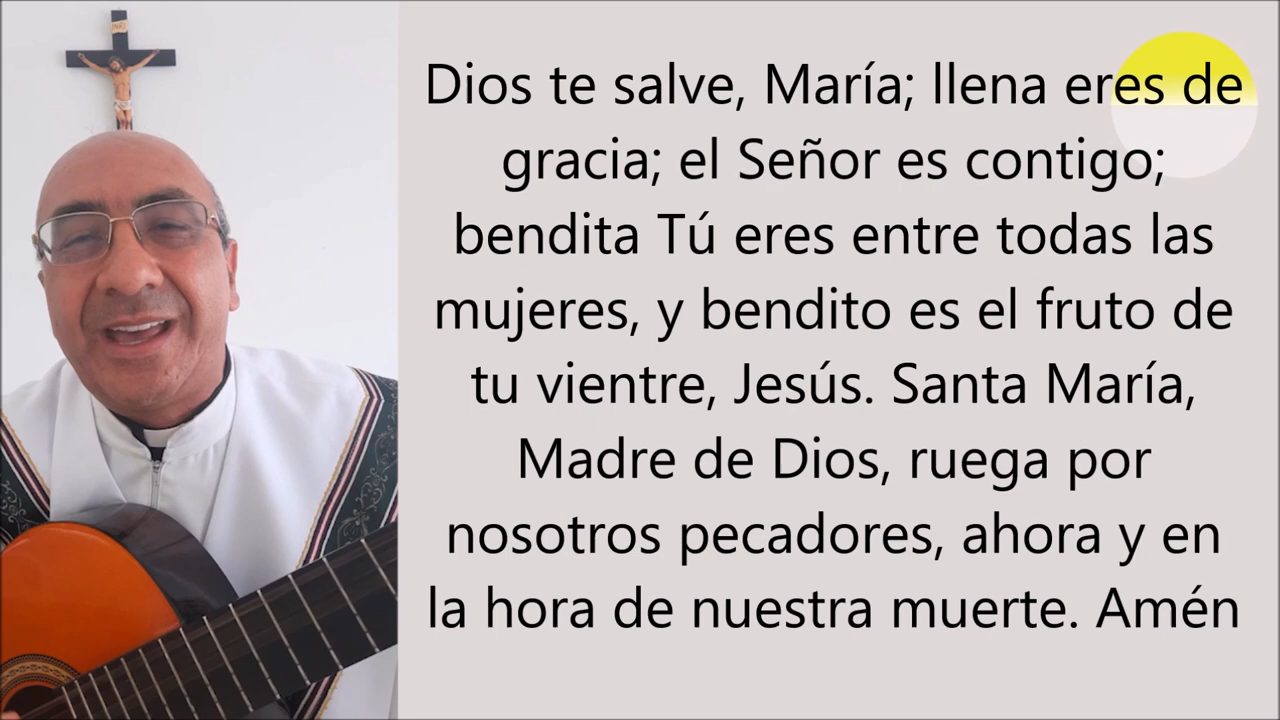 Dios te salve, María; llena eres de
gracia; el Señor es contigo;
bendita Tú eres entre todas las
mujeres, y bendito es el fruto de
tu vientre, Jesús. Santa María,
Madre de Dios, ruega por
nosotros pecadores, ahora y en
la hora de nuestra muerte. Amén